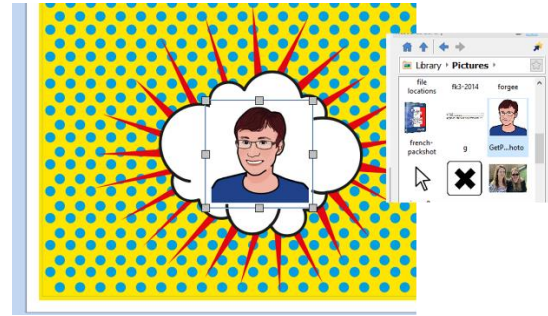 Library › Pictures ›
file
locations
fk3-2014
forgee
french-
packshot
g
GetP...hoto